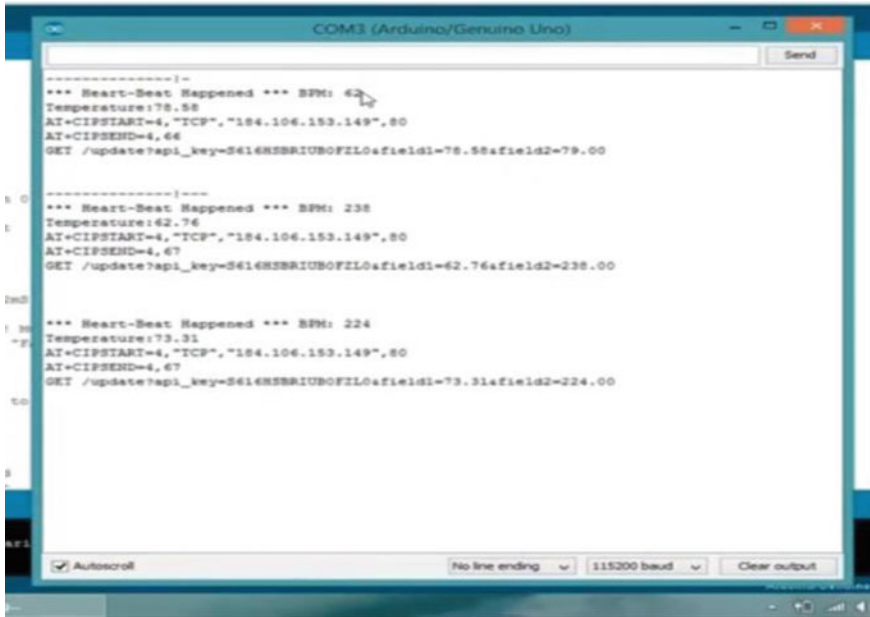 COM3 (Arduino/Genuino Uno)
Send
--------------!-
*** Heart-Beat Happened *** BPM: 62
Temperature:78.58
AT+CIPSTART=4,"TCP","184.106.153.149",80
AT+CIPSEND=4,66
GET /update?api_key=S616HSBRIUBOFZL0&field1=78.58&field2=79.00
--------------!---
*** Heart-Beat Happened *** BPM: 238
Temperature:62.76
AT+CIPSTART=4,"TCP","184.106.153.149",80
AT+CIPSEND=4,67
GET /update?api_key=S616HSBRIUBOFZL0&field1=62.76&field2=238.00
*** Heart-Beat Happened *** BPM: 224
Temperature:73.31
AT+CIPSTART=4,"TCP","184.106.153.149",80
AT+CIPSEND=4,67
GET /update?api_key=S616HSBRIUBOFZL0&field1=73.31&field2=224.00
to
Autoscroll
No line ending
115200 baud
Clear output